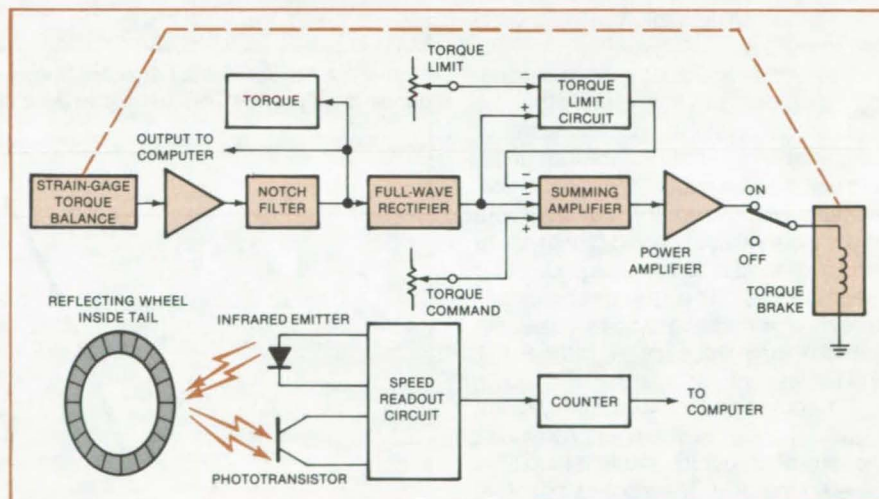 TORQUE
LIMIT
TORQUE
TORQUE
LIMIT
CIRCUIT
+
OUTPUT TO
COMPUTER
STRAIN-GAGE
TORQUE
BALANCE
NOTCH
FILTER
FULL-WAVE
RECTIFIER
−
SUMMING
AMPLIFIER
+
ON
OFF
POWER
AMPLIFIER
TORQUE
BRAKE
TORQUE
COMMAND
REFLECTING WHEEL
INSIDE TAIL
INFRARED EMITTER
SPEED
READOUT
CIRCUIT
COUNTER
TO
COMPUTER
PHOTOTRANSISTOR